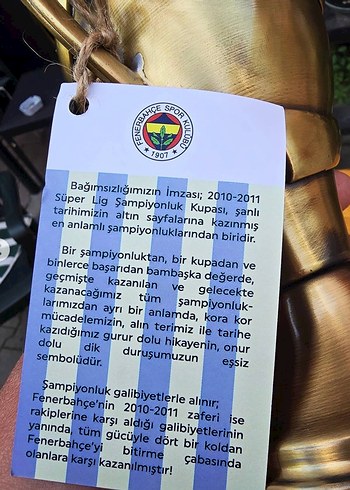 FENERBAHÇE SPOR KULÜBÜ
★ 1907 ★
Bağımsızlığımızın İmzası; 2010-2011
Süper Lig Şampiyonluk Kupası, şanlı
tarihimizin altın sayfalarına kazınmış
en anlamlı şampiyonluklarından biridir.
Bir şampiyonluktan, bir kupadan ve
binlerce başarıdan bambaşka değerde,
geçmişte kazanılan ve gelecekte
kazanacağımız tüm şampiyonluk-
larımızdan ayrı bir anlamda, kora kor
mücadelemizin, alın terimiz ile tarihe
kazıdığımız gurur dolu hikayenin, onur
dolu dik duruşumuzun eşsiz
sembolüdür.
Şampiyonluk galibiyetlerle alınır;
Fenerbahçe'nin 2010-2011 zaferi ise
rakiplerine karşı aldığı galibiyetlerinin
yanında, tüm gücüyle dört bir koldan
Fenerbahçe'yi bitirme çabasında
olanlara karşı kazanılmıştır!